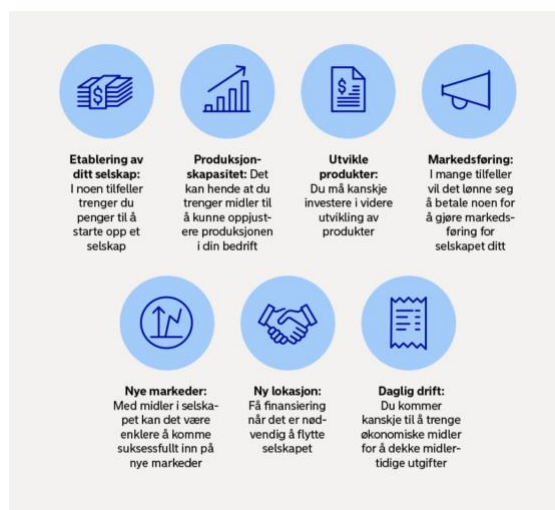 $
$
Etablering av
ditt selskap:
I noen tilfeller
trenger du
penger til å
starte opp et
selskap
Produksjon-
skapasitet: Det
kan hende at du
trenger midler til
å kunne oppjust-
ere produksjonen
i din bedrift
Utvikle
produkter:
Du må kanskje
investere i videre
utvikling av
produkter
Markedsføring:
I mange tilfeller
vil det lønne seg
å betale noen for
å gjøre markeds-
føring for
selskapet ditt
Nye markeder:
Med midler i selska-
pet kan det være
enklere å komme
suksessfullt inn på
nye markeder
Ny lokasjon:
Få finansiering
når det er nød-
vendig å flytte
selskapet
Daglig drift:
Du kommer
kanskje til å trenge
økonomiske midler
for å dekke midler-
tidige utgifter